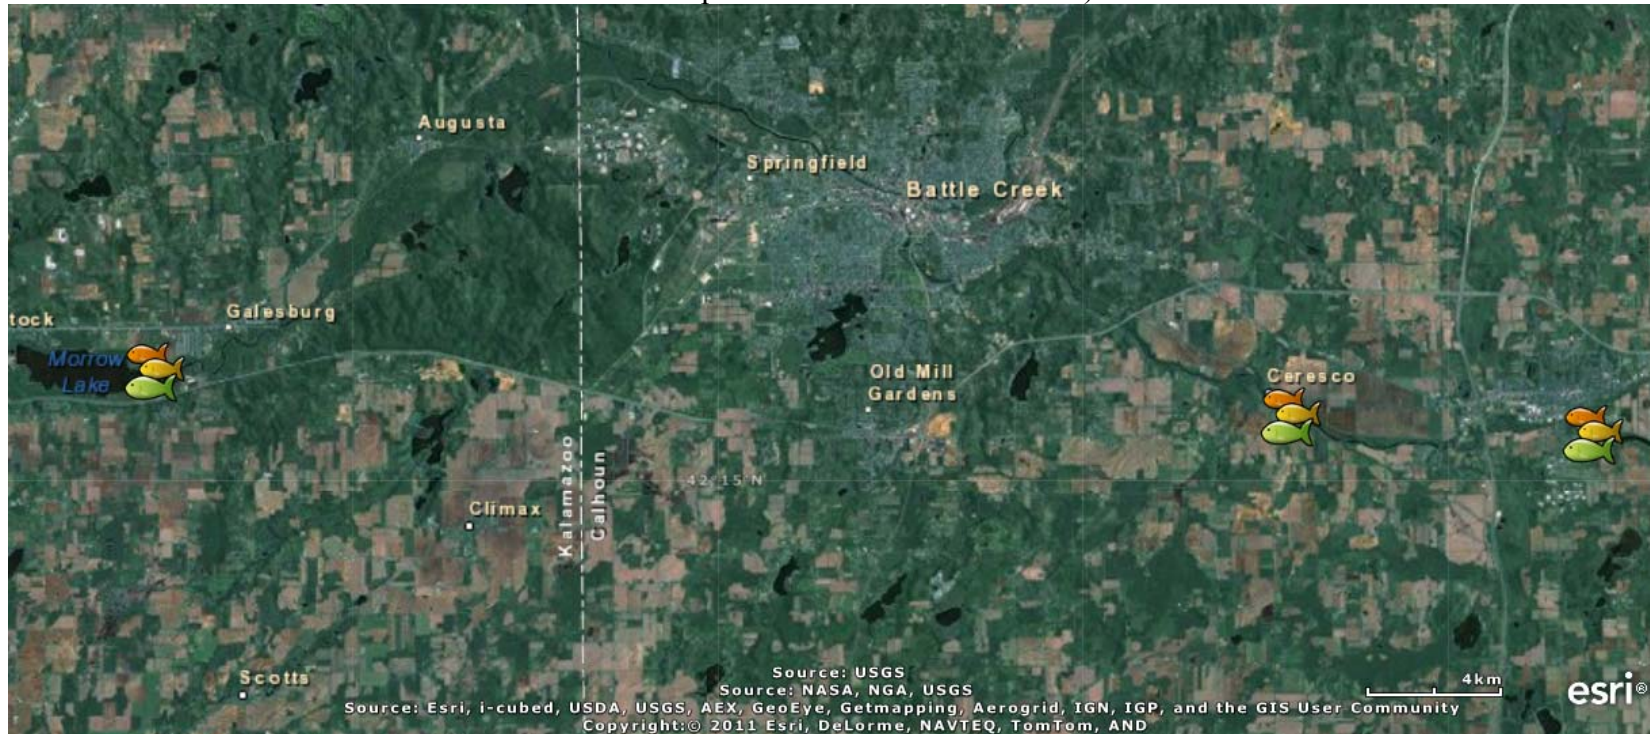 Augusta
Springfield
Battle Creek
Galesburg
tock
Morrow
Lake
Old Mill
Gardens
Ceresco
Kalamazoo
Calhoun
42°15'N
Climax
Scotts
Source: USGS
Source: NASA, NGA, USGS
4km
esri®
Source: Esri, i-cubed, USDA, USGS, AEX, GeoEye, Getmapping, Aerogrid, IGN, IGP, and the GIS User Community
Copyright:© 2011 Esri, DeLorme, NAVTEQ, TomTom, AND